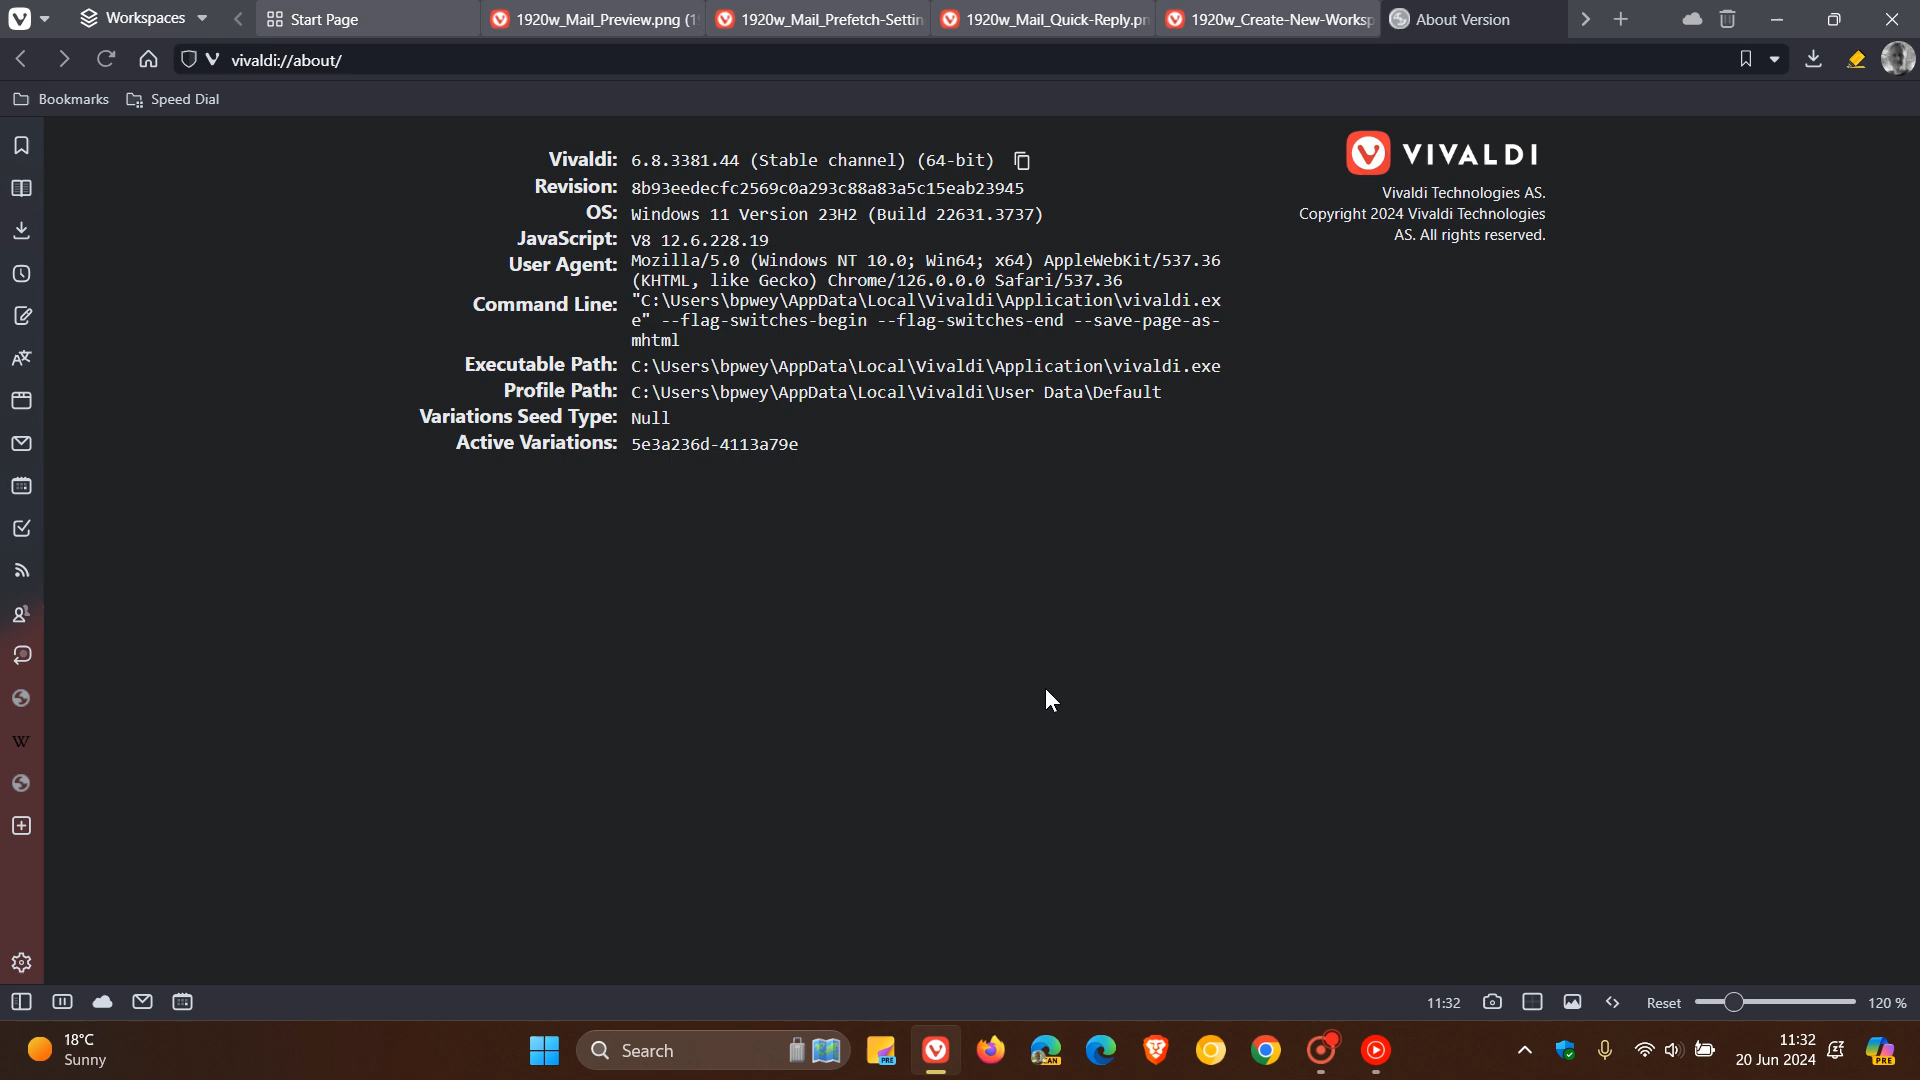 Workspaces
Start Page
1920w_Mail_Preview.png (1
1920w_Mail_Prefetch-Settin
1920w_Mail_Quick-Reply.pn
1920w_Create-New-Worksp
About Version
vivaldi://about/
Bookmarks
Speed Dial
VIVALDI
Vivaldi Technologies AS.
Copyright 2024 Vivaldi Technologies
AS. All rights reserved.
Vivaldi: 6.8.3381.44 (Stable channel) (64-bit)
Revision: 8b93eedecfc2569c0a293c88a83a5c15eab23945
OS: Windows 11 Version 23H2 (Build 22631.3737)
JavaScript: V8 12.6.228.19
User Agent: Mozilla/5.0 (Windows NT 10.0; Win64; x64) AppleWebKit/537.36
(KHTML, like Gecko) Chrome/126.0.0.0 Safari/537.36
Command Line: "C:\Users\bpwey\AppData\Local\Vivaldi\Application\vivaldi.ex
e" --flag-switches-begin --flag-switches-end --save-page-as-
mhtml
Executable Path: C:\Users\bpwey\AppData\Local\Vivaldi\Application\vivaldi.exe
Profile Path: C:\Users\bpwey\AppData\Local\Vivaldi\User Data\Default
Variations Seed Type: Null
Active Variations: 5e3a236d-4113a79e
W
11:32
Reset
120 %
18°C
Sunny
Search
PRE
CAN
11:32
20 Jun 2024
PRE